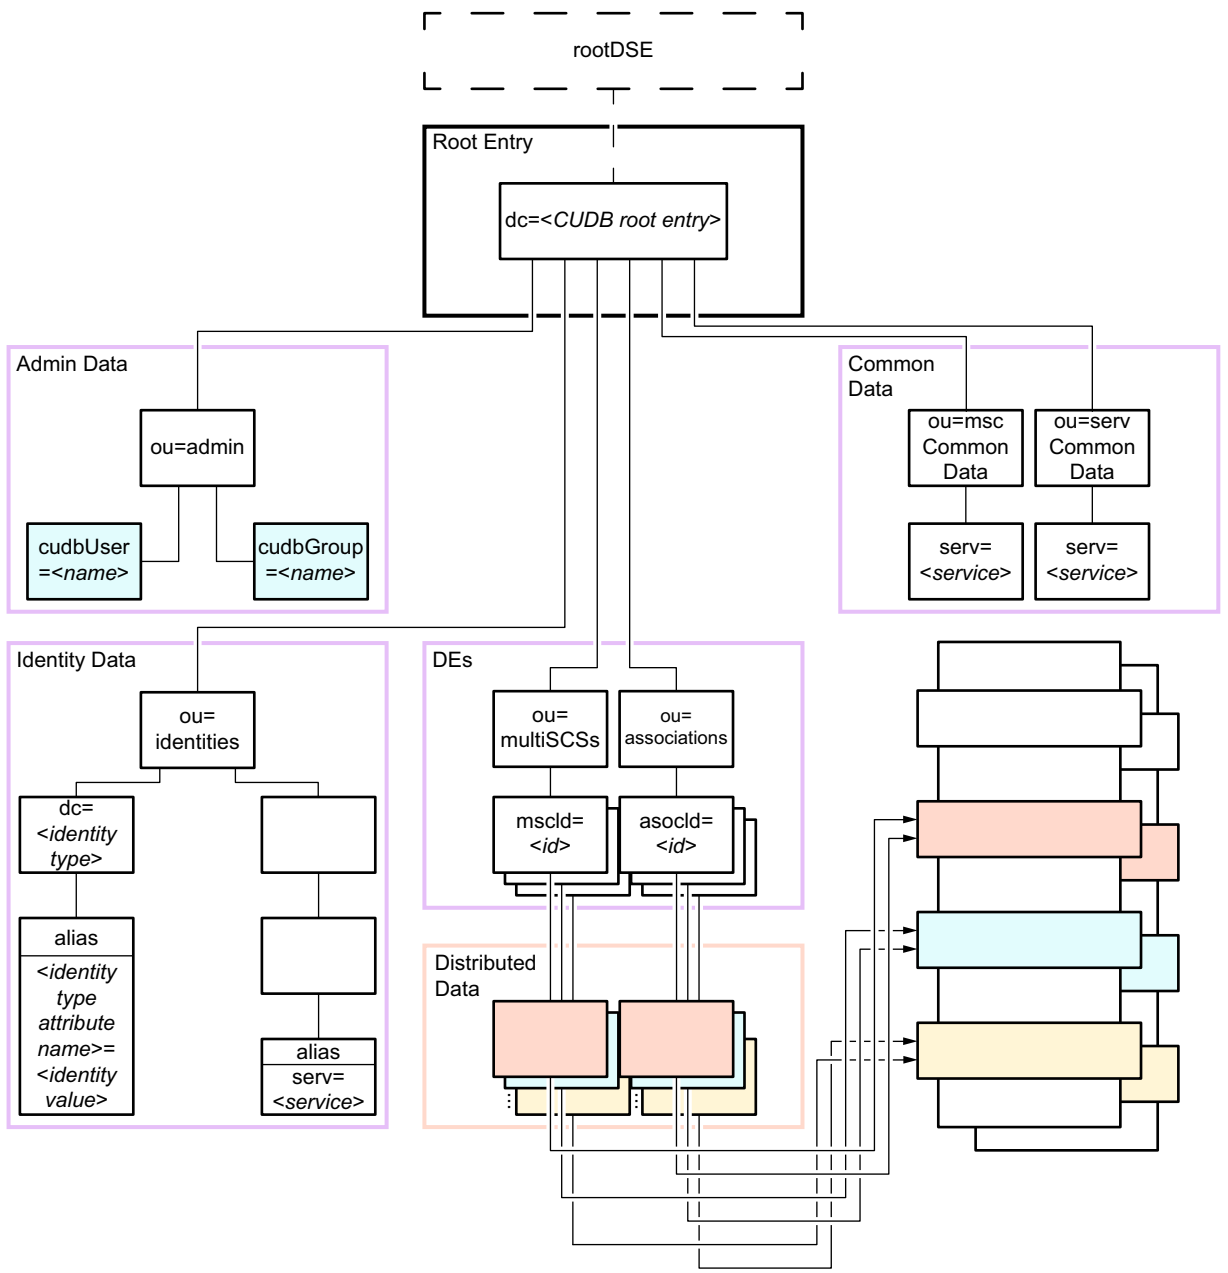 rootDSE
Root Entry
dc=<CUDB root entry>
Admin Data
ou=admin
cudbUser
=<name>
cudbGroup
=<name>
Common
Data
ou=msc
Common
Data
ou=serv
Common
Data
serv=
<service>
serv=
<service>
Identity Data
ou=
identities
dc=
<identity
type>
alias
<identity
type
attribute
name>=
<identity
value>
alias
serv=
<service>
DEs
ou=
multiSCSs
ou=
associations
mscId=
<id>
asocId=
<id>
Distributed
Data